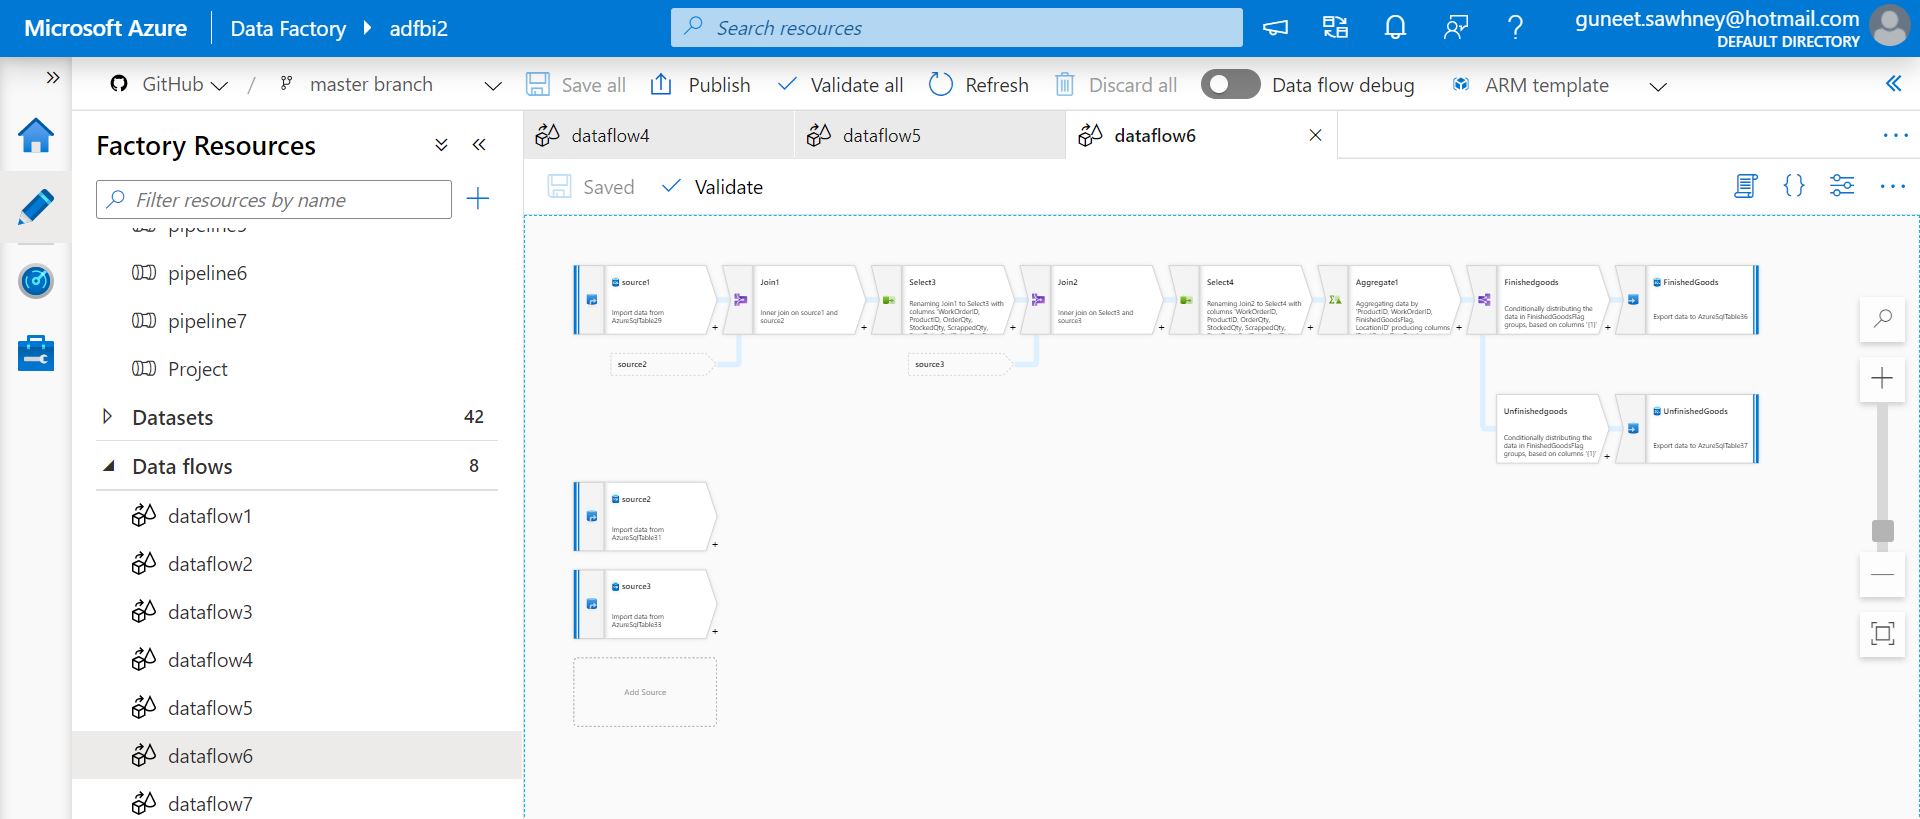 Microsoft Azure
Data Factory
adfbi2
Search resources
guneet.sawhney@hotmail.com
DEFAULT DIRECTORY
GitHub
/
master branch
Save all
Publish
Validate all
Refresh
Discard all
Data flow debug
ARM template
Factory Resources
Filter resources by name
pipeline6
pipeline7
Project
Datasets
42
Data flows
8
dataflow1
dataflow2
dataflow3
dataflow4
dataflow5
dataflow6
dataflow7
dataflow4
dataflow5
dataflow6
Saved
Validate
source1
Import data from
AzureSqlTable29
Join1
Inner join on source1 and
source2
Select3
Renaming Join1 to Select3 with
columns 'WorkOrderID,
ProductID, OrderQty,
StockedQty, ScrappedQty,
Join2
Inner join on Select3 and
source3
Select4
Renaming Join2 to Select4 with
columns 'WorkOrderID,
ProductID, OrderQty,
StockedQty, ScrappedQty,
Aggregate1
Aggregating data by
'ProductID, WorkOrderID,
FinishedGoodsFlag,
LocationID' producing columns
Finishedgoods
Conditionally distributing the
data in FinishedGoodsFlag
groups, based on columns '{1}'
FinishedGoods
Export data to AzureSqlTable36
source2
source3
Unfinishedgoods
Conditionally distributing the
data in FinishedGoodsFlag
groups, based on columns '{1}'
UnfinishedGoods
Export data to AzureSqlTable37
source2
Import data from
AzureSqlTable31
source3
Import data from
AzureSqlTable33
Add Source